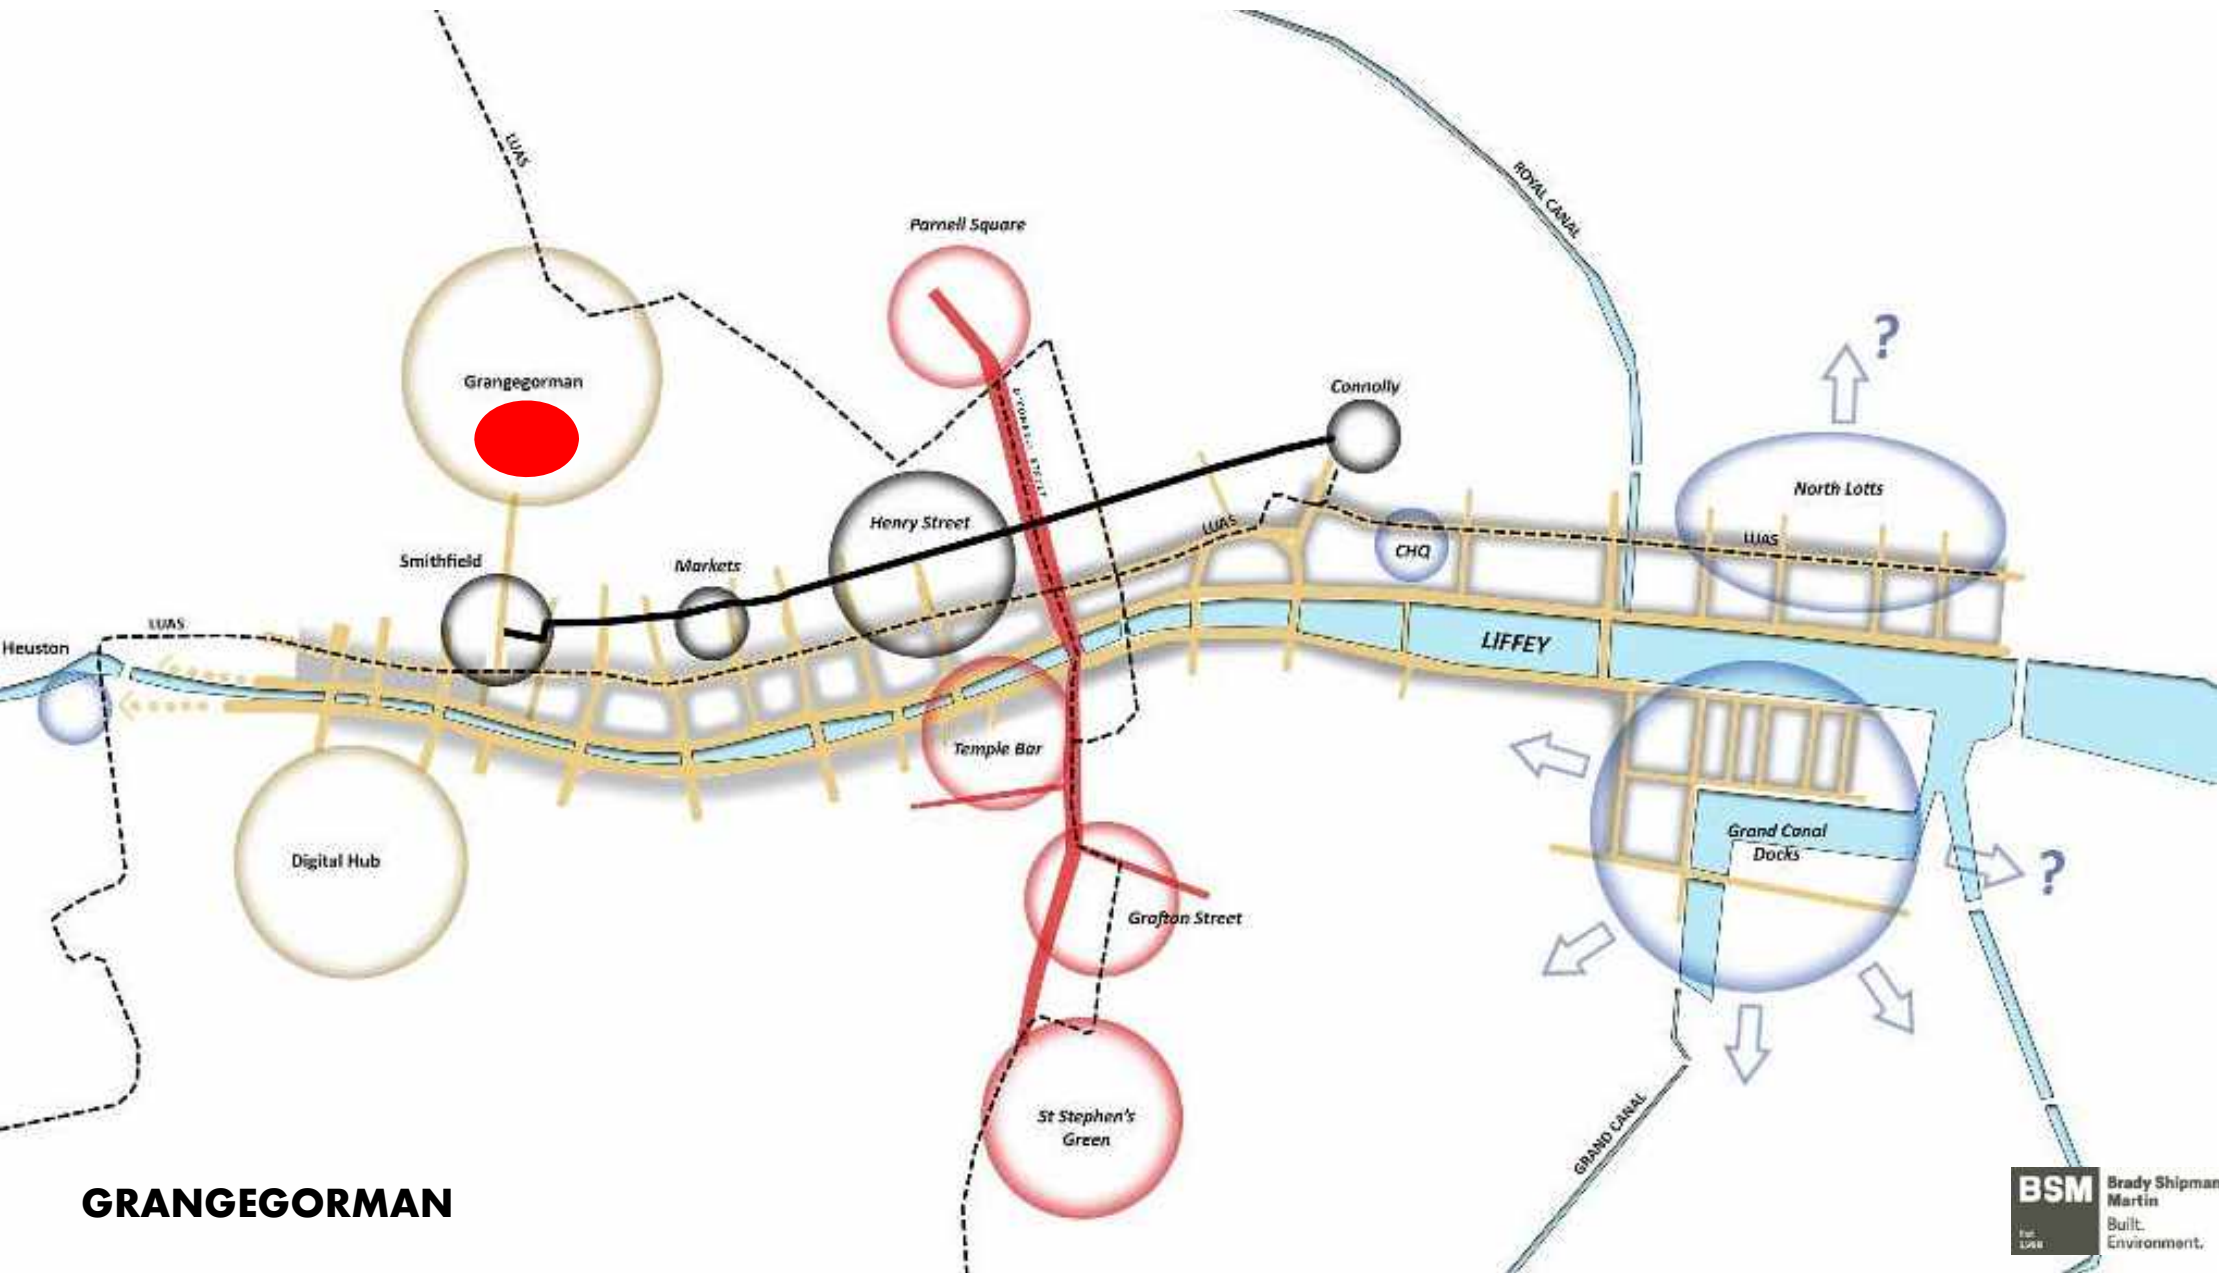 LUAS
ROYAL CANAL
Parnell Square
?
Grangegorman
Connolly
North Lotts
Henry Street
LUAS
LUAS
CHQ
Smithfield
Markets
LUAS
Heuston
LIFFEY
Temple Bar
Grand Canal
Docks
Digital Hub
?
Grafton Street
St Stephen's
Green
GRAND CANAL
GRANGEGORMAN
BSM
Brady Shipman
Martin
Built.
Environment.